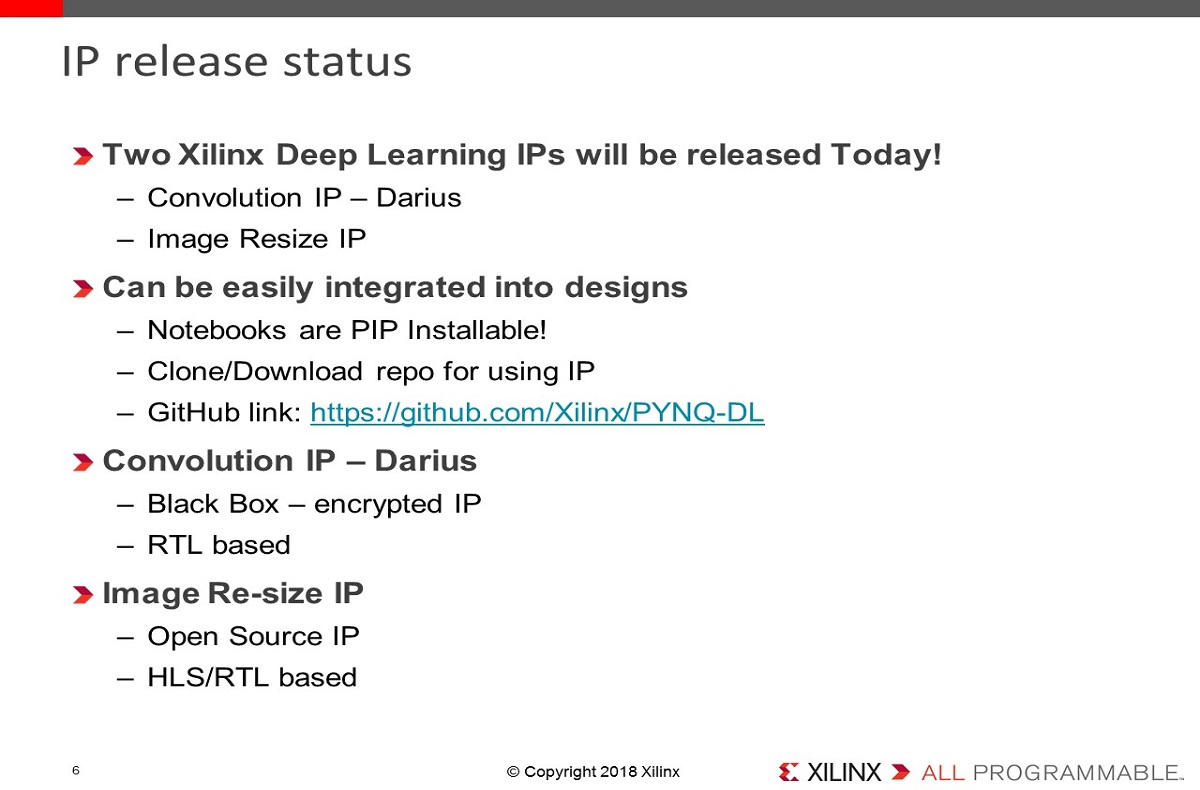 IP release status
Two Xilinx Deep Learning IPs will be released Today!
– Convolution IP – Darius
– Image Resize IP
Can be easily integrated into designs
– Notebooks are PIP Installable!
– Clone/Download repo for using IP
– GitHub link: https://github.com/Xilinx/PYNQ-DL
Convolution IP – Darius
– Black Box – encrypted IP
– RTL based
Image Re-size IP
– Open Source IP
– HLS/RTL based
6
© Copyright 2018 Xilinx
XILINX ALL PROGRAMMABLE™